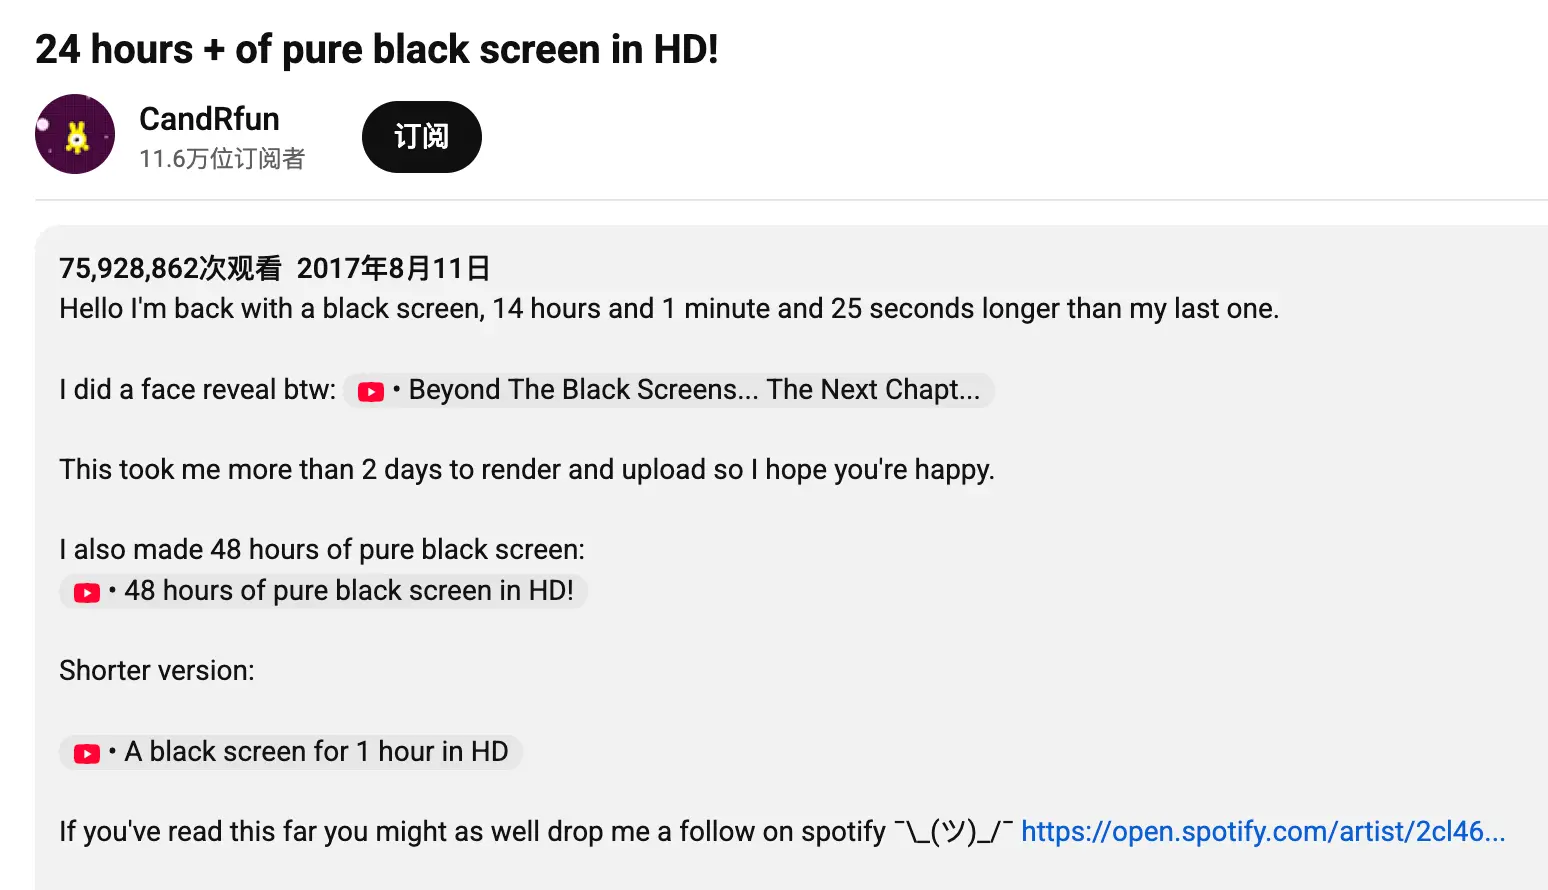 24 hours + of pure black screen in HD!
CandRfun
11.6万位订阅者
订阅
75,928,862次观看 2017年8月11日
Hello I'm back with a black screen, 14 hours and 1 minute and 25 seconds longer than my last one.
I did a face reveal btw: • Beyond The Black Screens... The Next Chapt...
This took me more than 2 days to render and upload so I hope you're happy.
I also made 48 hours of pure black screen:
• 48 hours of pure black screen in HD!
Shorter version:
• A black screen for 1 hour in HD
If you've read this far you might as well drop me a follow on spotify ¯\_(ツ)_/¯ https://open.spotify.com/artist/2cl46...